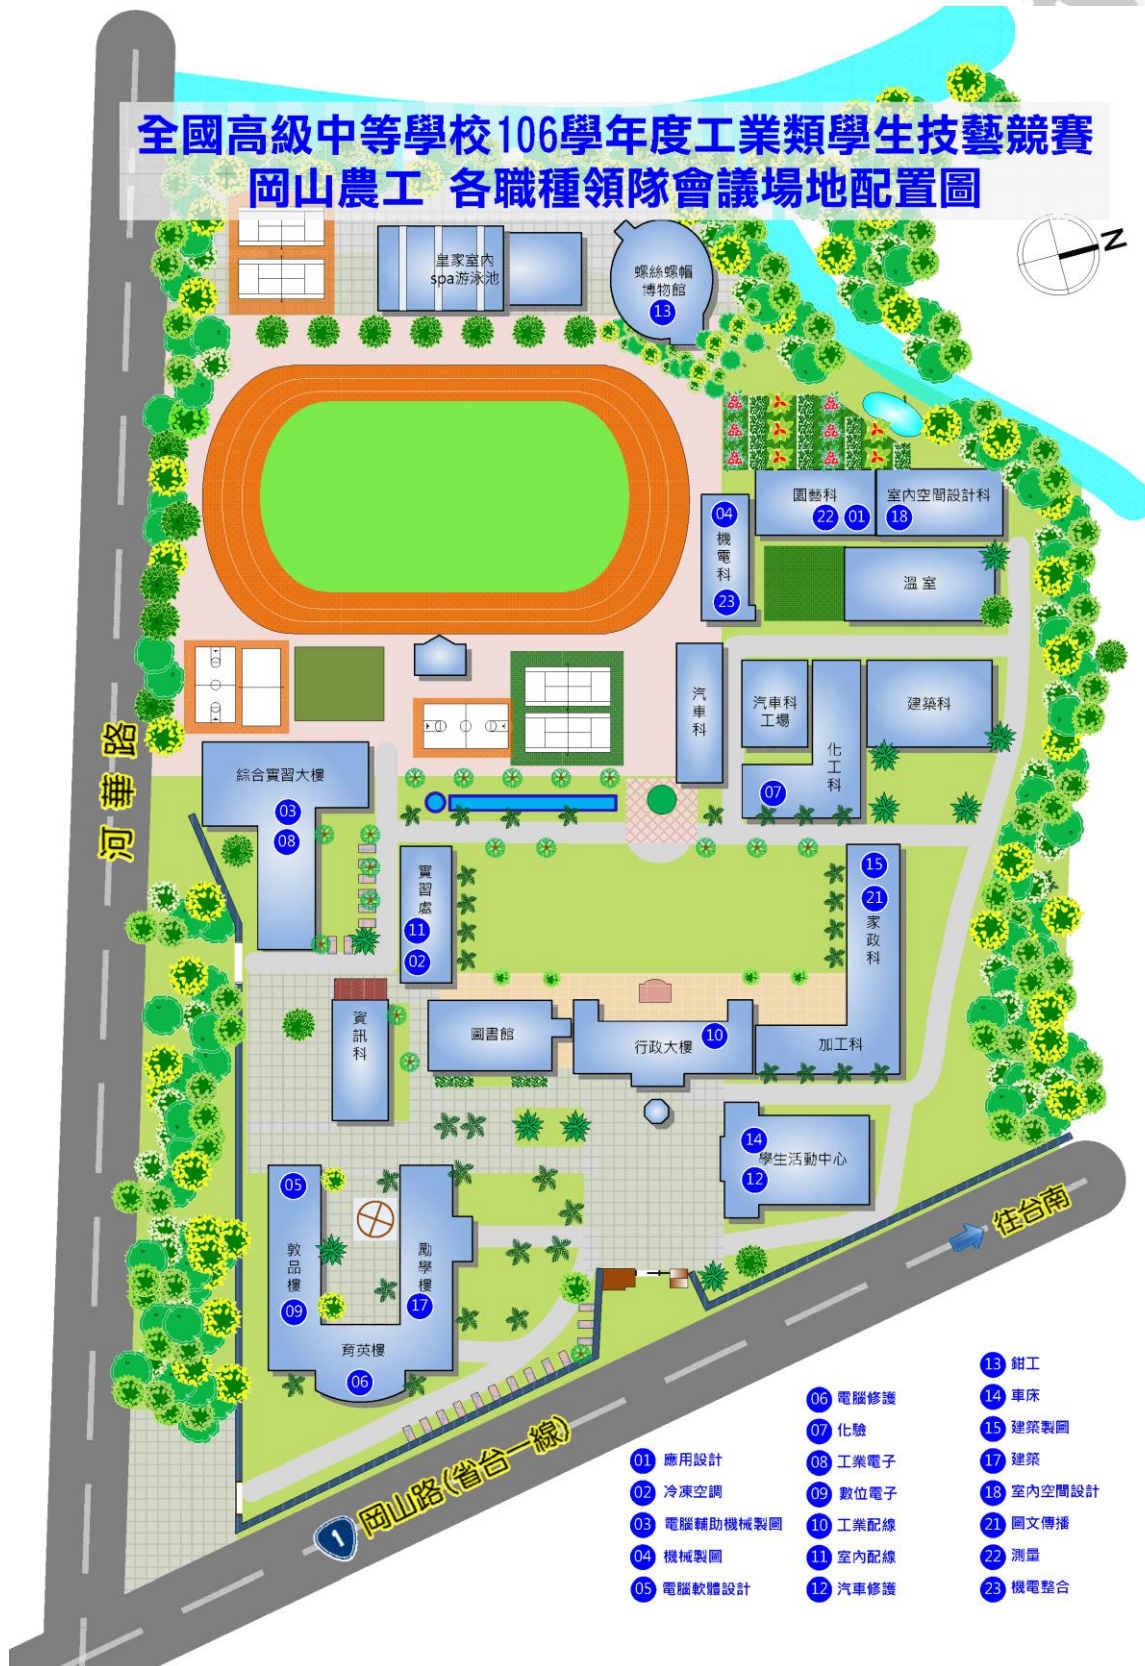 全國高級中等學校106學年度工業類學生技藝競賽
岡山農工 各職種領隊會議場地配置圖
N
皇家室內
spa游泳池
螺絲螺帽
博物館
13
園藝科
22 01
室內空間設計科
18
04
機電科
23
溫室
汽車科
汽車科
工場
化工科
07
建築科
河華路
綜合實習大樓
03
08
實習處
11
02
15
21
家政科
資訊科
圖書館
行政大樓
10
加工科
14
學生活動中心
12
05
敦品樓
09
勵學樓
17
育英樓
06
往台南
1
岡山路(省台一線)
01 應用設計
02 冷凍空調
03 電腦輔助機械製圖
04 機械製圖
05 電腦軟體設計
06 電腦修護
07 化驗
08 工業電子
09 數位電子
10 工業配線
11 室內配線
12 汽車修護
13 鉗工
14 車床
15 建築製圖
17 建築
18 室內空間設計
21 圖文傳播
22 測量
23 機電整合